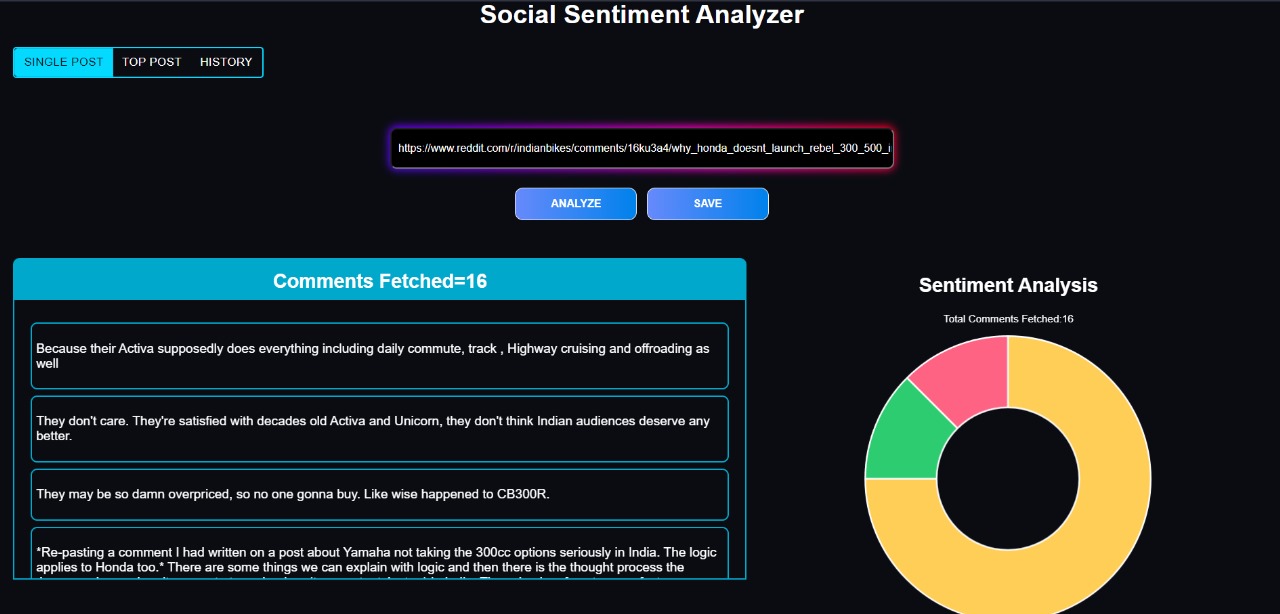 Social Sentiment Analyzer
SINGLE POST TOP POST HISTORY
https://www.reddit.com/r/indianbikes/comments/16ku3a4/why_honda_doesnt_launch_rebel_300_500_i
ANALYZE SAVE
Comments Fetched=16
Because their Activa supposedly does everything including daily commute, track , Highway cruising and offroading as
well
They don't care. They're satisfied with decades old Activa and Unicorn, they don't think Indian audiences deserve any
better.
They may be so damn overpriced, so no one gonna buy. Like wise happened to CB300R.
*Re-pasting a comment I had written on a post about Yamaha not taking the 300cc options seriously in India. The logic
applies to Honda too.* There are some things we can explain with logic and then there is the thought process the
Sentiment Analysis
Total Comments Fetched:16